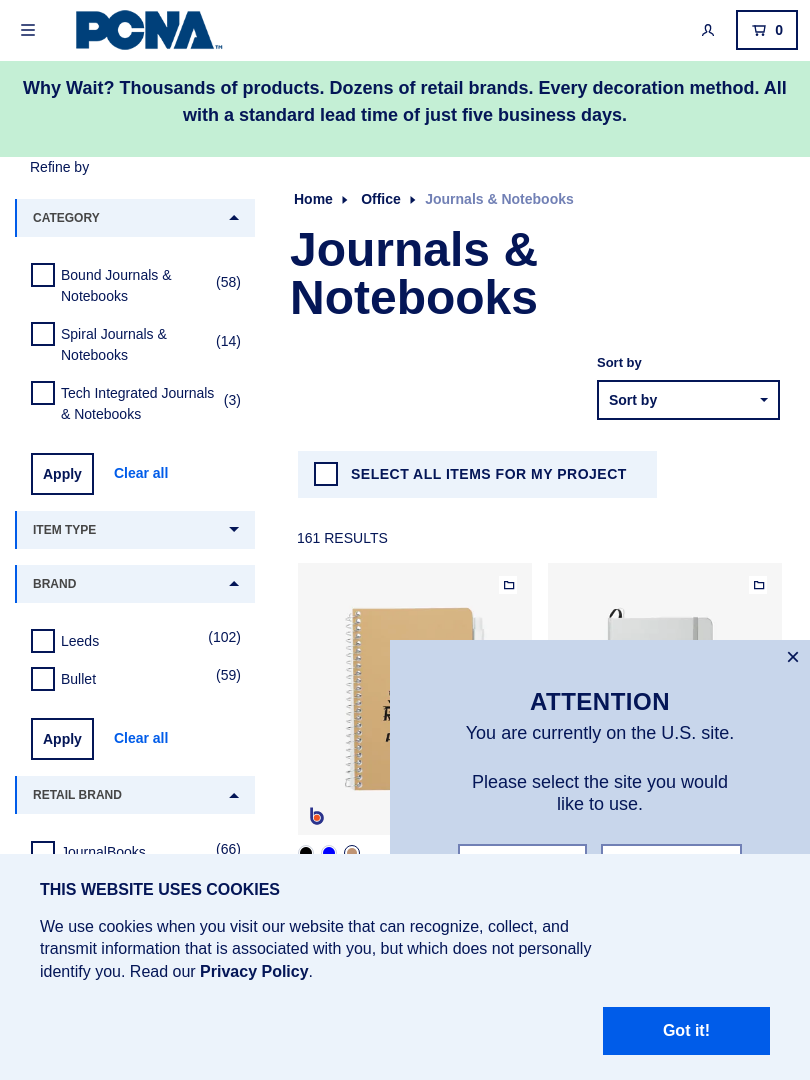 PCNA™
0
Why Wait? Thousands of products. Dozens of retail brands. Every decoration method. All
with a standard lead time of just five business days.
Refine by
CATEGORY
Bound Journals &
Notebooks
(58)
Spiral Journals &
Notebooks
(14)
Tech Integrated Journals
& Notebooks
(3)
Apply
Clear all
ITEM TYPE
BRAND
Leeds
(102)
Bullet
(59)
Apply
Clear all
RETAIL BRAND
JournalBooks
(66)
Home
Office
Journals & Notebooks
Journals &
Notebooks
Sort by
Sort by
SELECT ALL ITEMS FOR MY PROJECT
161 RESULTS
b
×
ATTENTION
You are currently on the U.S. site.
Please select the site you would
like to use.
THIS WEBSITE USES COOKIES
We use cookies when you visit our website that can recognize, collect, and
transmit information that is associated with you, but which does not personally
identify you. Read our Privacy Policy.
Got it!